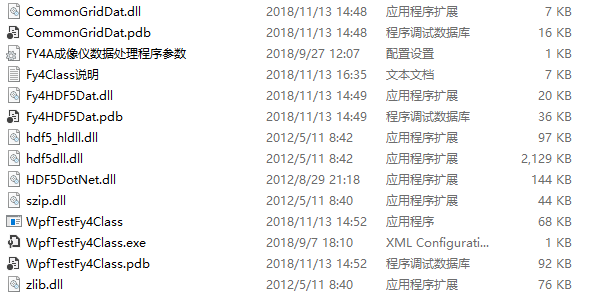 CommonGridDat.dll 2018/11/13 14:48 应用程序扩展 7 KB
CommonGridDat.pdb 2018/11/13 14:48 程序调试数据库 16 KB
FY4A成像仪数据处理程序参数 2018/9/27 12:07 配置设置 1 KB
Fy4Class说明 2018/11/13 16:35 文本文档 7 KB
Fy4HDF5Dat.dll 2018/11/13 14:49 应用程序扩展 20 KB
Fy4HDF5Dat.pdb 2018/11/13 14:49 程序调试数据库 36 KB
hdf5_hldll.dll 2012/5/11 8:42 应用程序扩展 97 KB
hdf5dll.dll 2012/5/11 8:42 应用程序扩展 2,129 KB
HDF5DotNet.dll 2012/8/29 21:18 应用程序扩展 144 KB
szip.dll 2012/5/11 8:40 应用程序扩展 44 KB
WpfTestFy4Class 2018/11/13 14:52 应用程序 68 KB
WpfTestFy4Class.exe 2018/9/7 18:10 XML Configurati... 1 KB
WpfTestFy4Class.pdb 2018/11/13 14:52 程序调试数据库 92 KB
zlib.dll 2012/5/11 8:40 应用程序扩展 76 KB